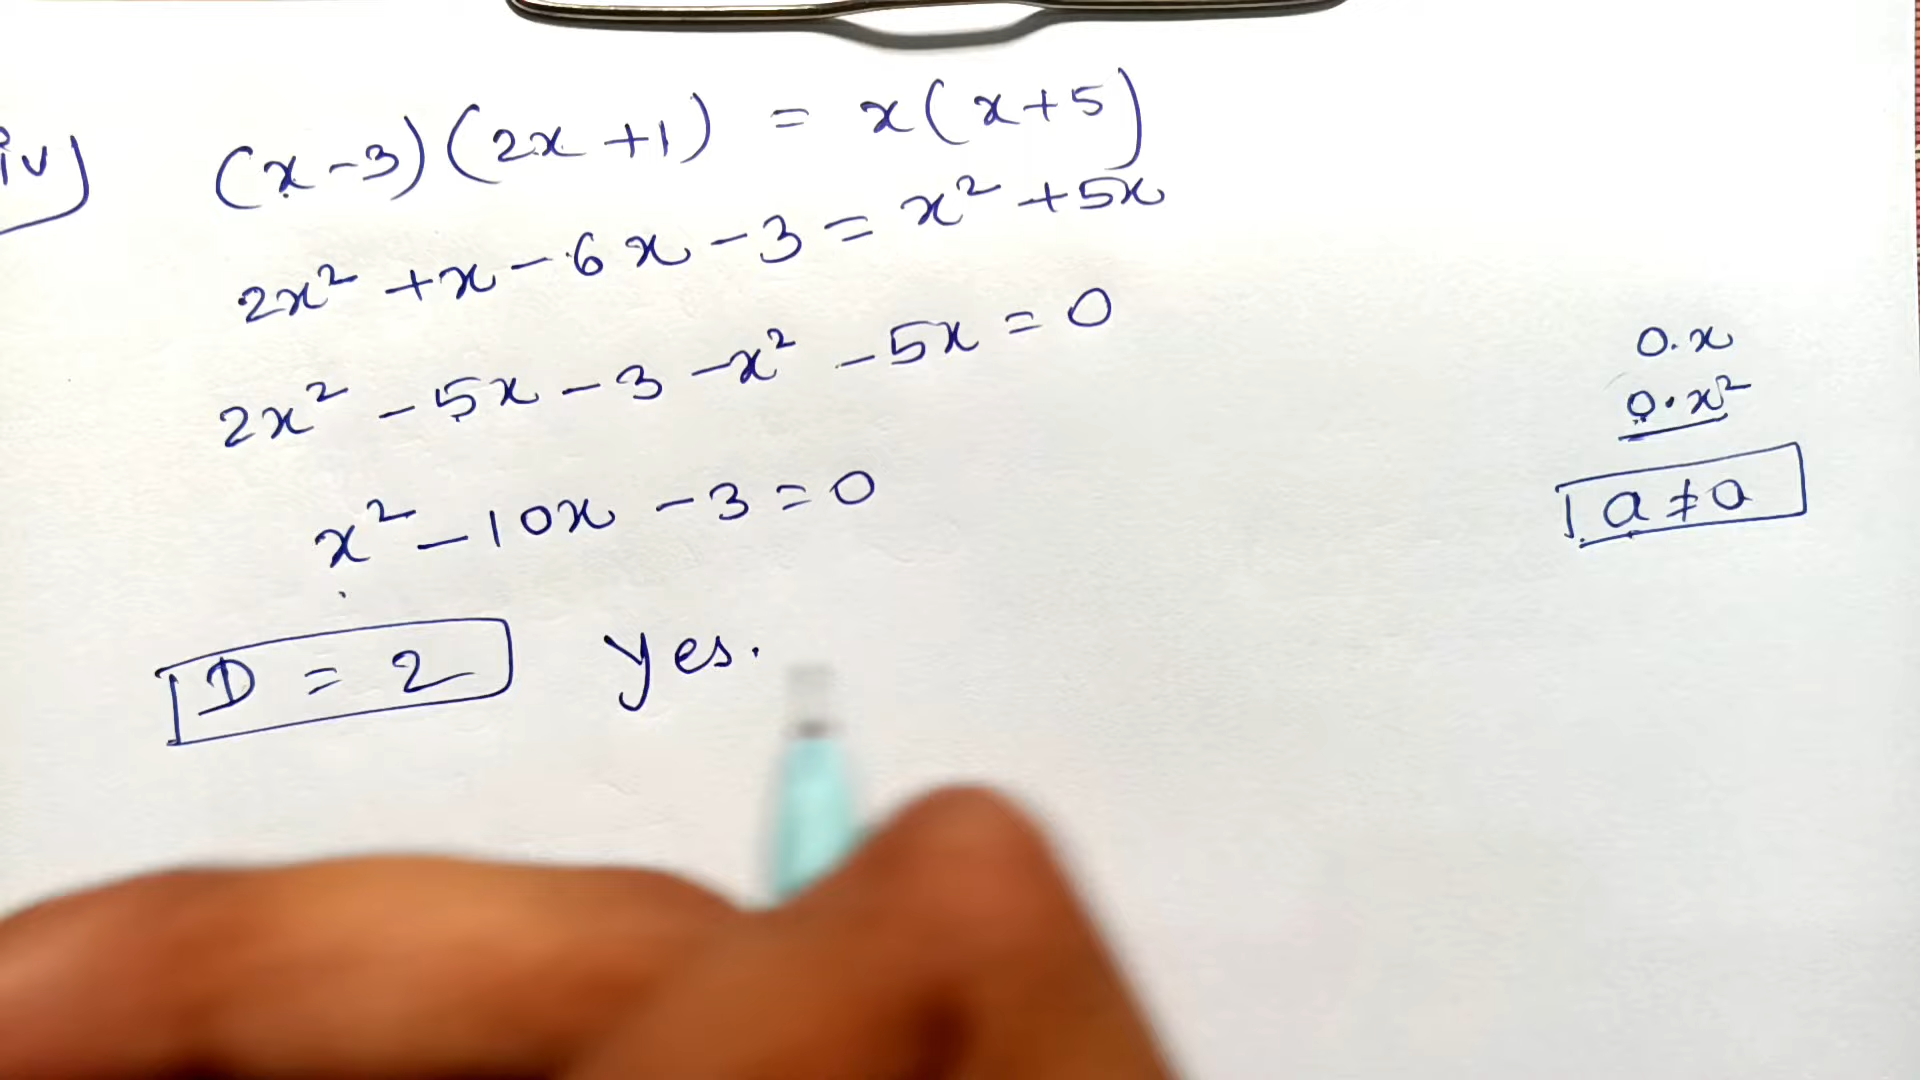 iv) (x-3)(2x+1) = x(x+5)
2x² +x-6x-3=x²+5x
2x² -5x-3-x² -5x=0
x²-10x-3=0
D = 2 yes.
0.x
0.x²
a≠0